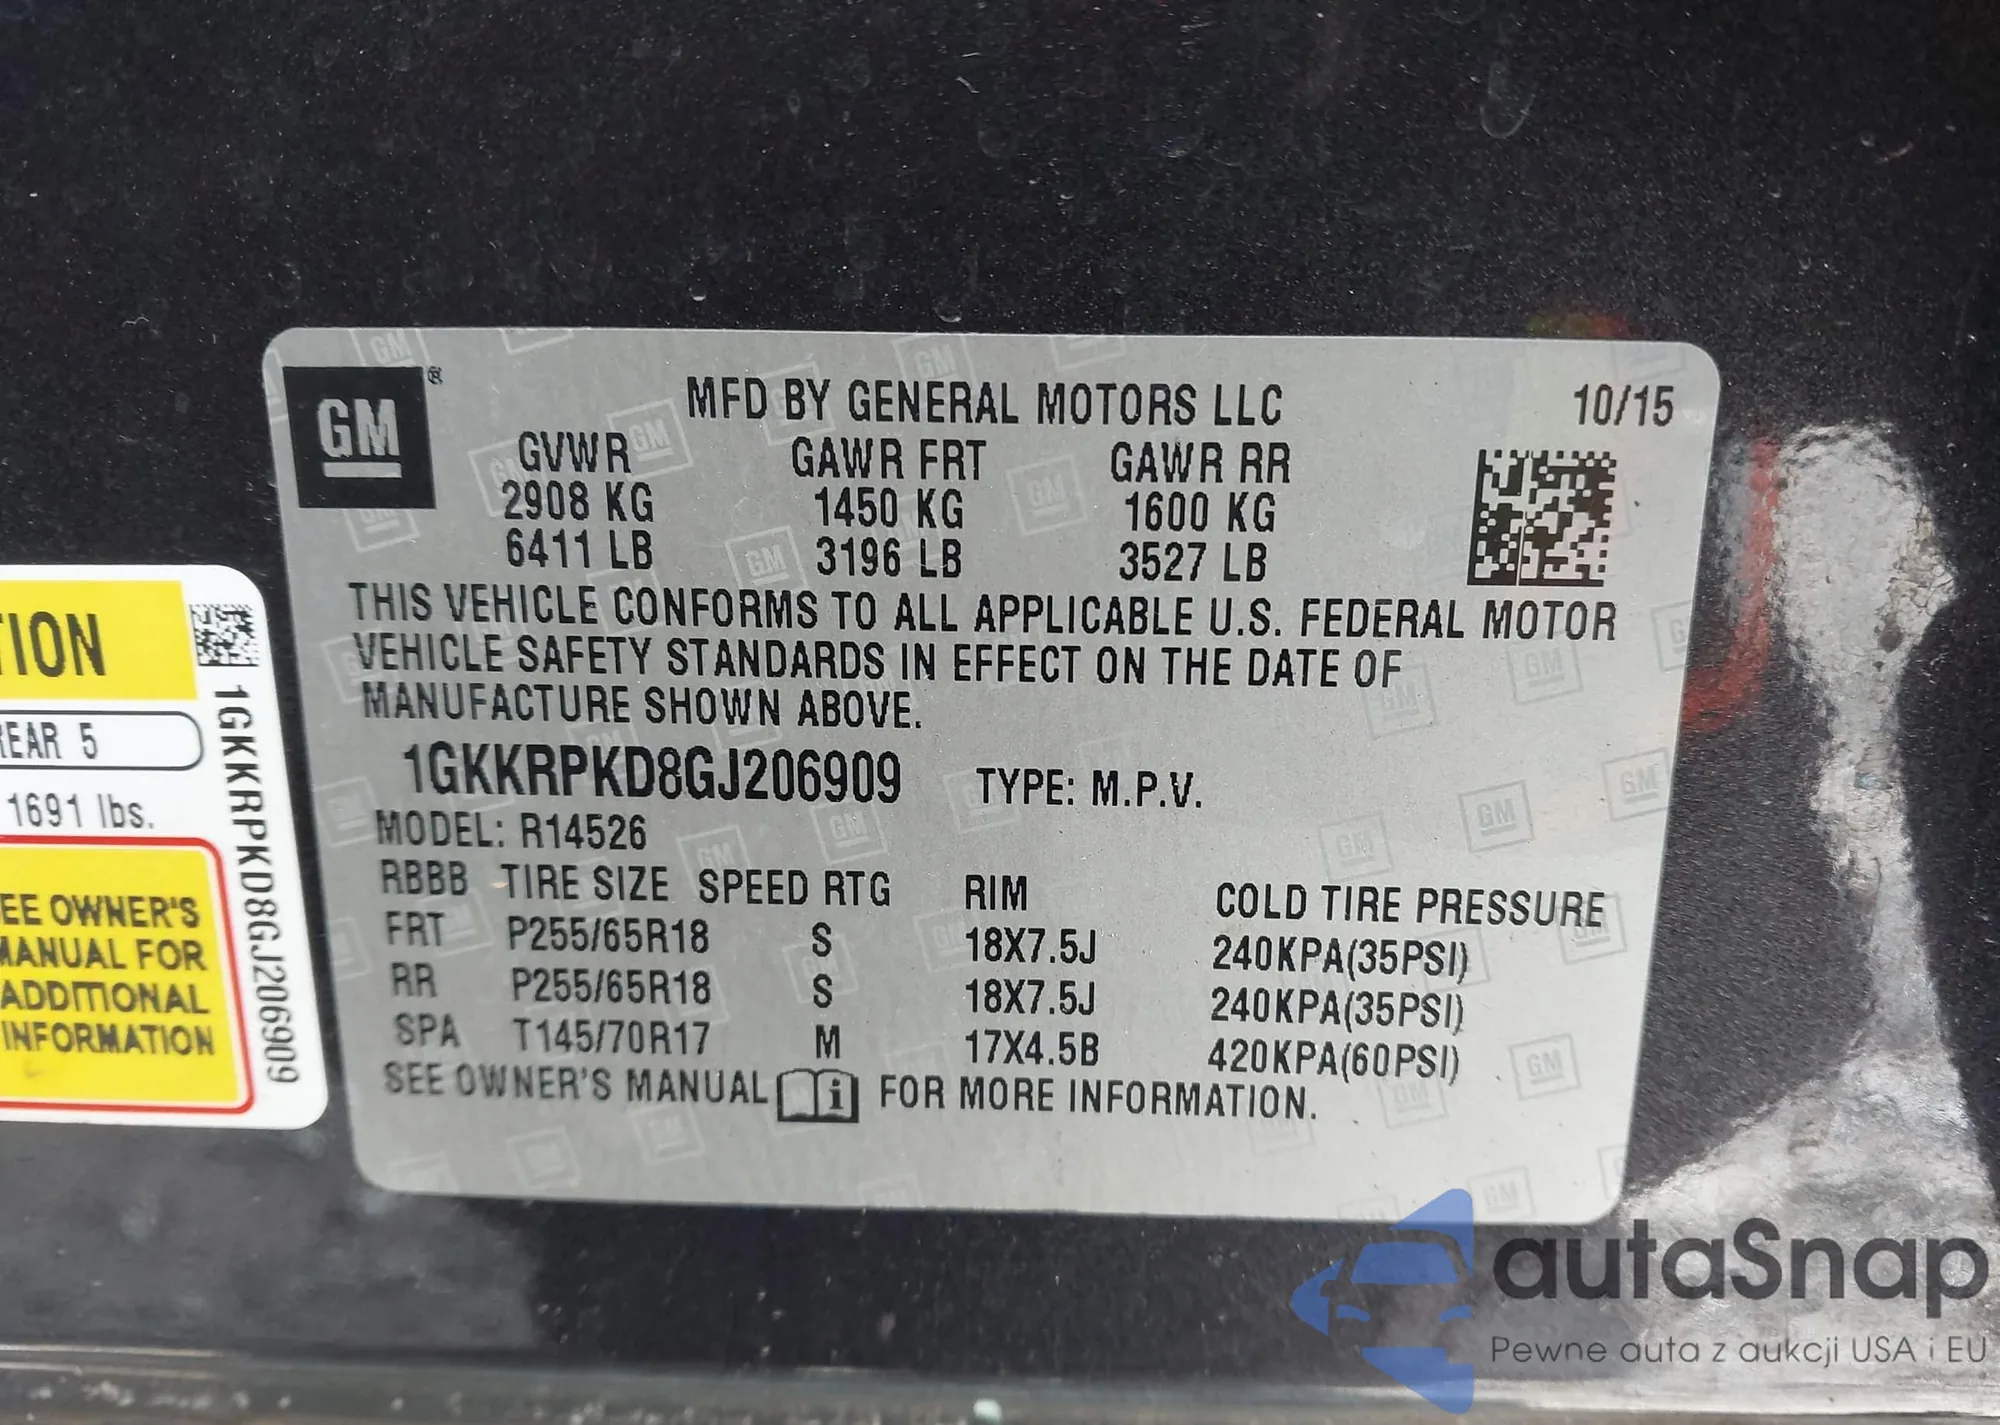 GM ®
MFD BY GENERAL MOTORS LLC 10/15
GVWR GAWR FRT GAWR RR
2908 KG 1450 KG 1600 KG
6411 LB 3196 LB 3527 LB
THIS VEHICLE CONFORMS TO ALL APPLICABLE U.S. FEDERAL MOTOR
VEHICLE SAFETY STANDARDS IN EFFECT ON THE DATE OF
MANUFACTURE SHOWN ABOVE.
1GKKRPKD8GJ206909 TYPE: M.P.V.
MODEL: R14526
RBBB TIRE SIZE SPEED RTG RIM COLD TIRE PRESSURE
FRT P255/65R18 S 18X7.5J 240KPA(35PSI)
RR P255/65R18 S 18X7.5J 240KPA(35PSI)
SPA T145/70R17 M 17X4.5B 420KPA(60PSI)
SEE OWNER'S MANUAL i FOR MORE INFORMATION.
TION
REAR 5
1691 lbs.
EE OWNER'S
MANUAL FOR
ADDITIONAL
INFORMATION
1GKKRPKD8GJ206909
autaSnap
Pewne auta z aukcji USA i EU